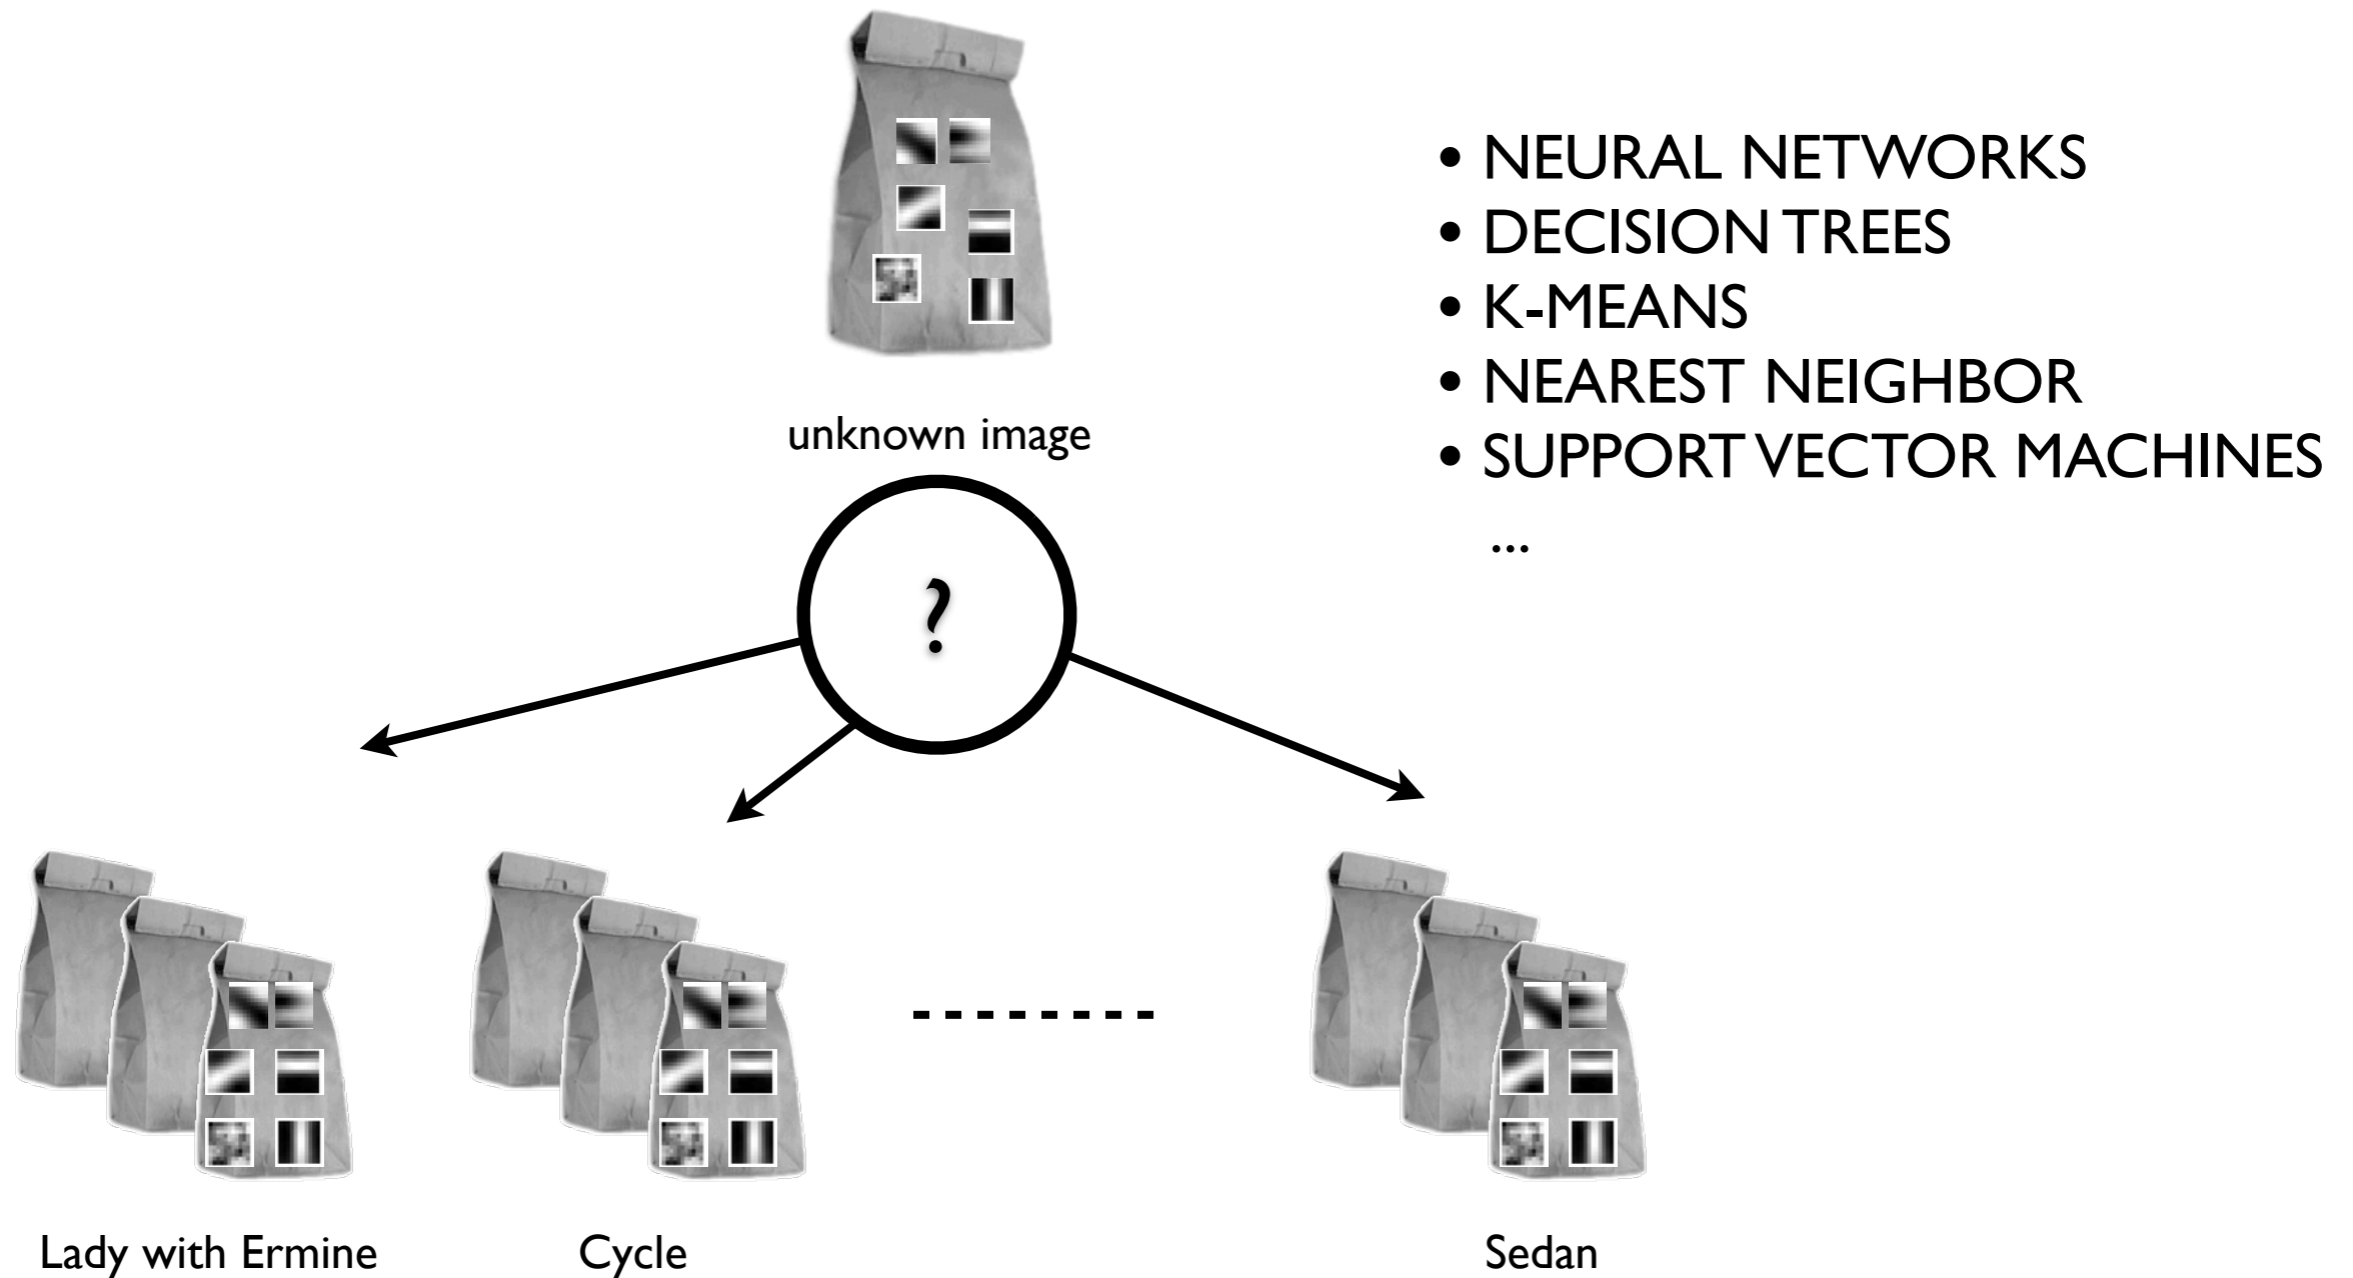 • NEURAL NETWORKS
• DECISION TREES
• K-MEANS
• NEAREST NEIGHBOR
• SUPPORT VECTOR MACHINES
...
unknown image
?
Lady with Ermine
Cycle
Sedan